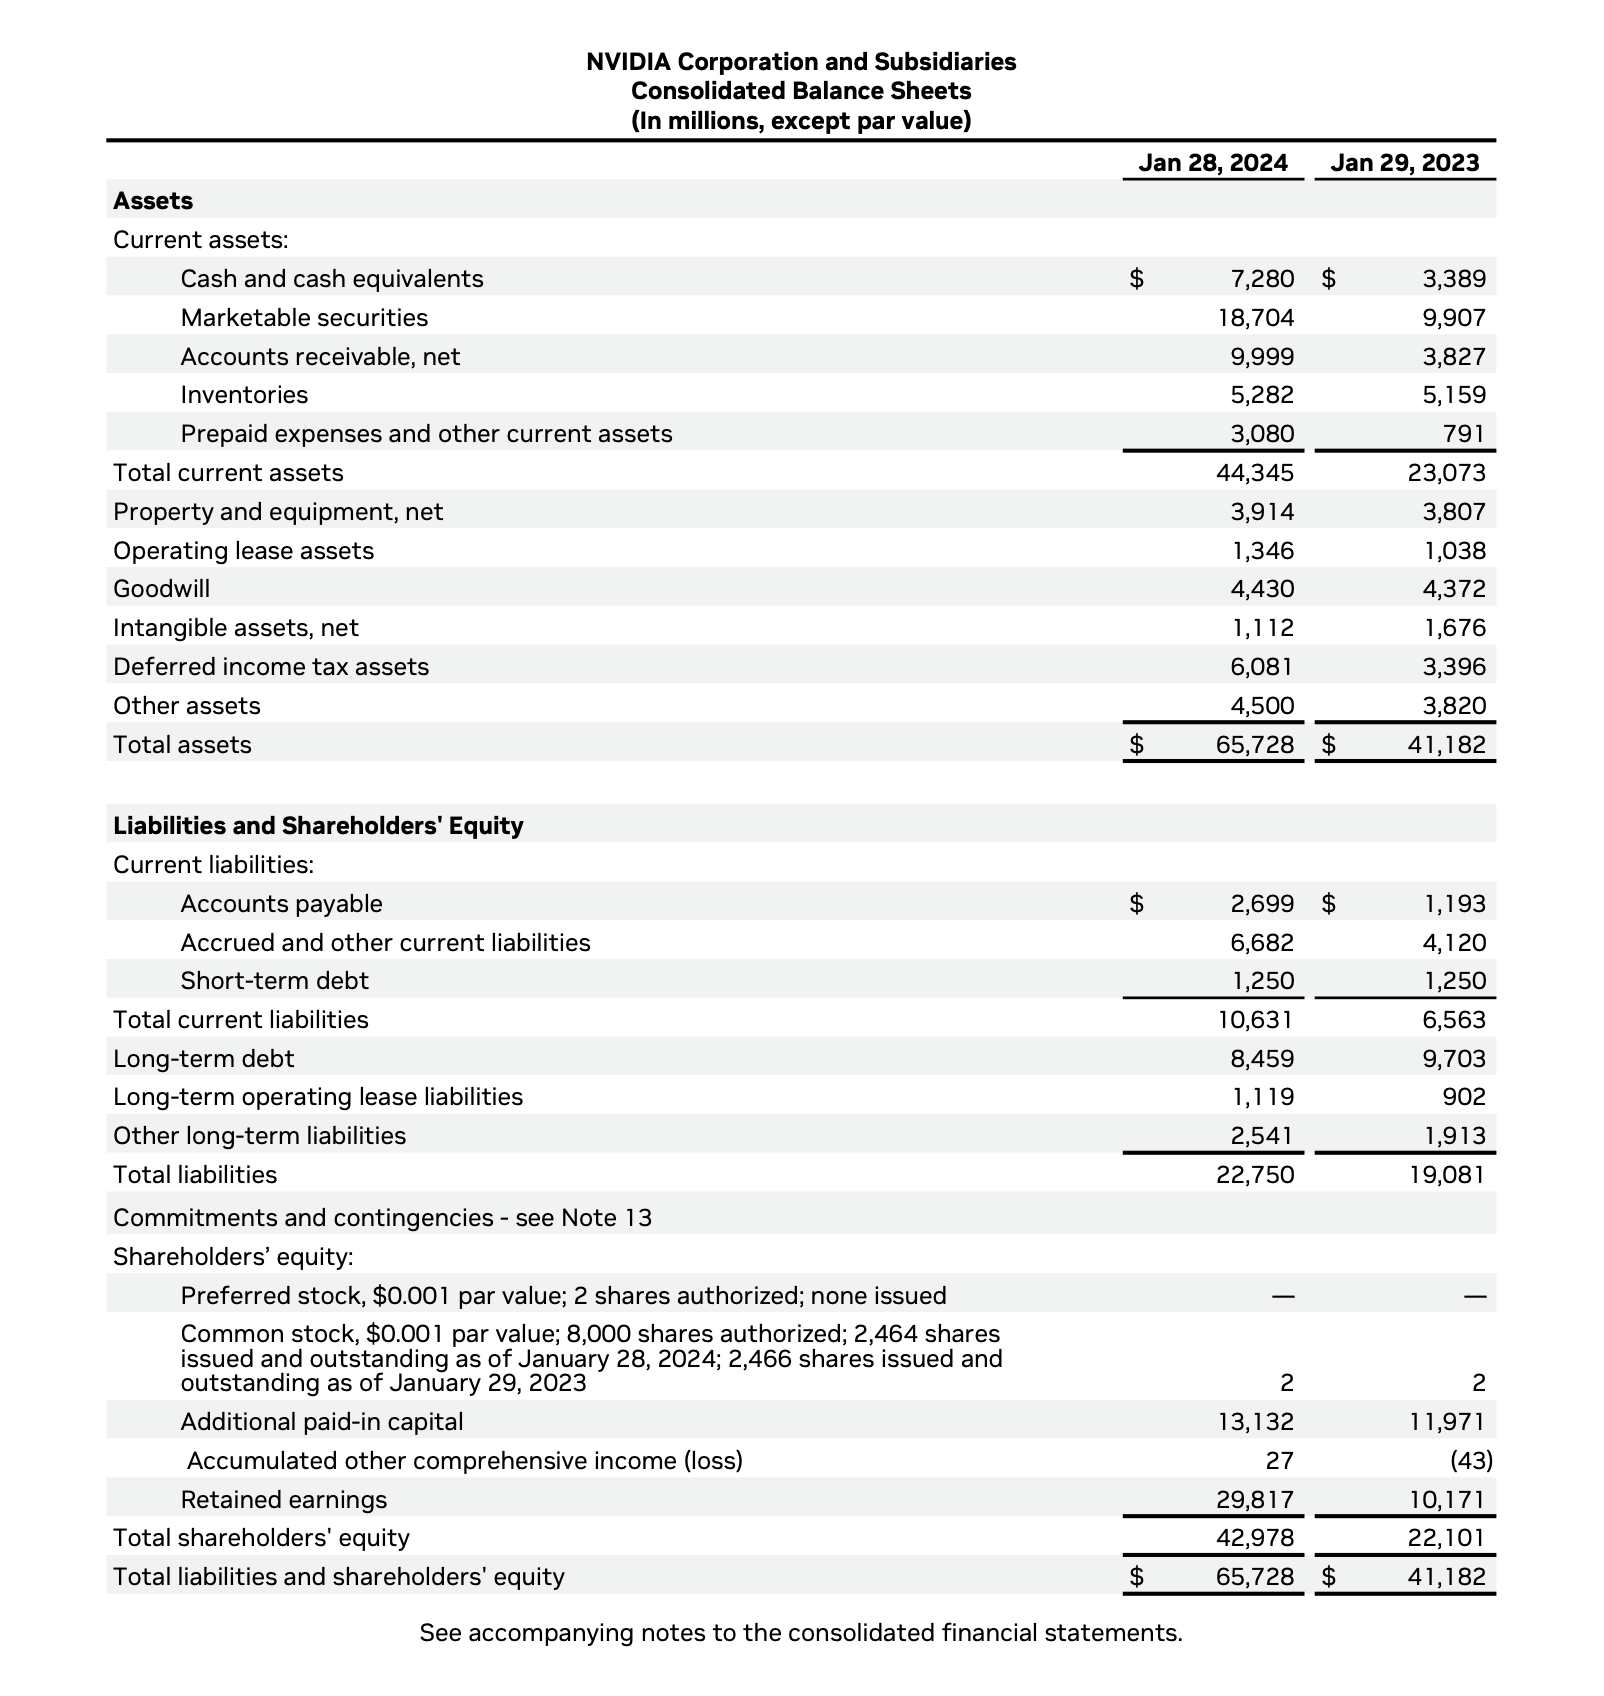 NVIDIA Corporation and Subsidiaries
Consolidated Balance Sheets
(In millions, except par value)
Jan 28, 2024 Jan 29, 2023
Assets
Current assets:
Cash and cash equivalents $ 7,280 $ 3,389
Marketable securities 18,704 9,907
Accounts receivable, net 9,999 3,827
Inventories 5,282 5,159
Prepaid expenses and other current assets 3,080 791
Total current assets 44,345 23,073
Property and equipment, net 3,914 3,807
Operating lease assets 1,346 1,038
Goodwill 4,430 4,372
Intangible assets, net 1,112 1,676
Deferred income tax assets 6,081 3,396
Other assets 4,500 3,820
Total assets $ 65,728 $ 41,182
Liabilities and Shareholders' Equity
Current liabilities:
Accounts payable $ 2,699 $ 1,193
Accrued and other current liabilities 6,682 4,120
Short-term debt 1,250 1,250
Total current liabilities 10,631 6,563
Long-term debt 8,459 9,703
Long-term operating lease liabilities 1,119 902
Other long-term liabilities 2,541 1,913
Total liabilities 22,750 19,081
Commitments and contingencies - see Note 13
Shareholders’ equity:
Preferred stock, $0.001 par value; 2 shares authorized; none issued — —
Common stock, $0.001 par value; 8,000 shares authorized; 2,464 shares
issued and outstanding as of January 28, 2024; 2,466 shares issued and
outstanding as of January 29, 2023 2 2
Additional paid-in capital 13,132 11,971
Accumulated other comprehensive income (loss) 27 (43)
Retained earnings 29,817 10,171
Total shareholders' equity 42,978 22,101
Total liabilities and shareholders' equity $ 65,728 $ 41,182
See accompanying notes to the consolidated financial statements.